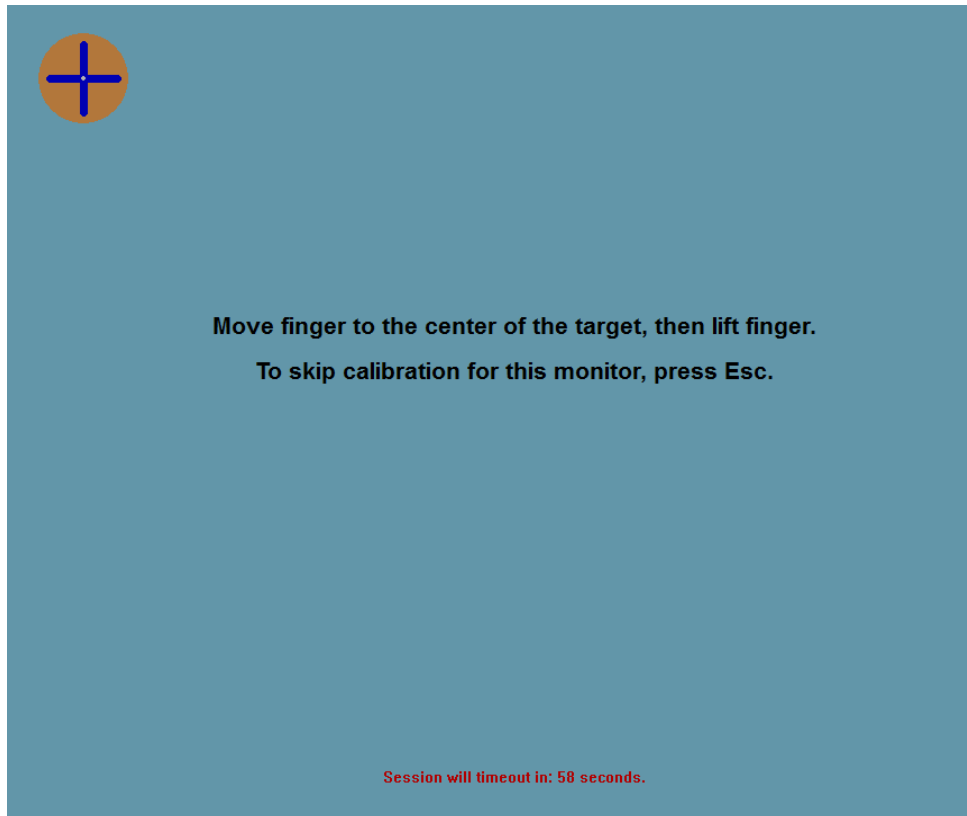 Move finger to the center of the target, then lift finger.
To skip calibration for this monitor, press Esc.
Session will timeout in: 58 seconds.